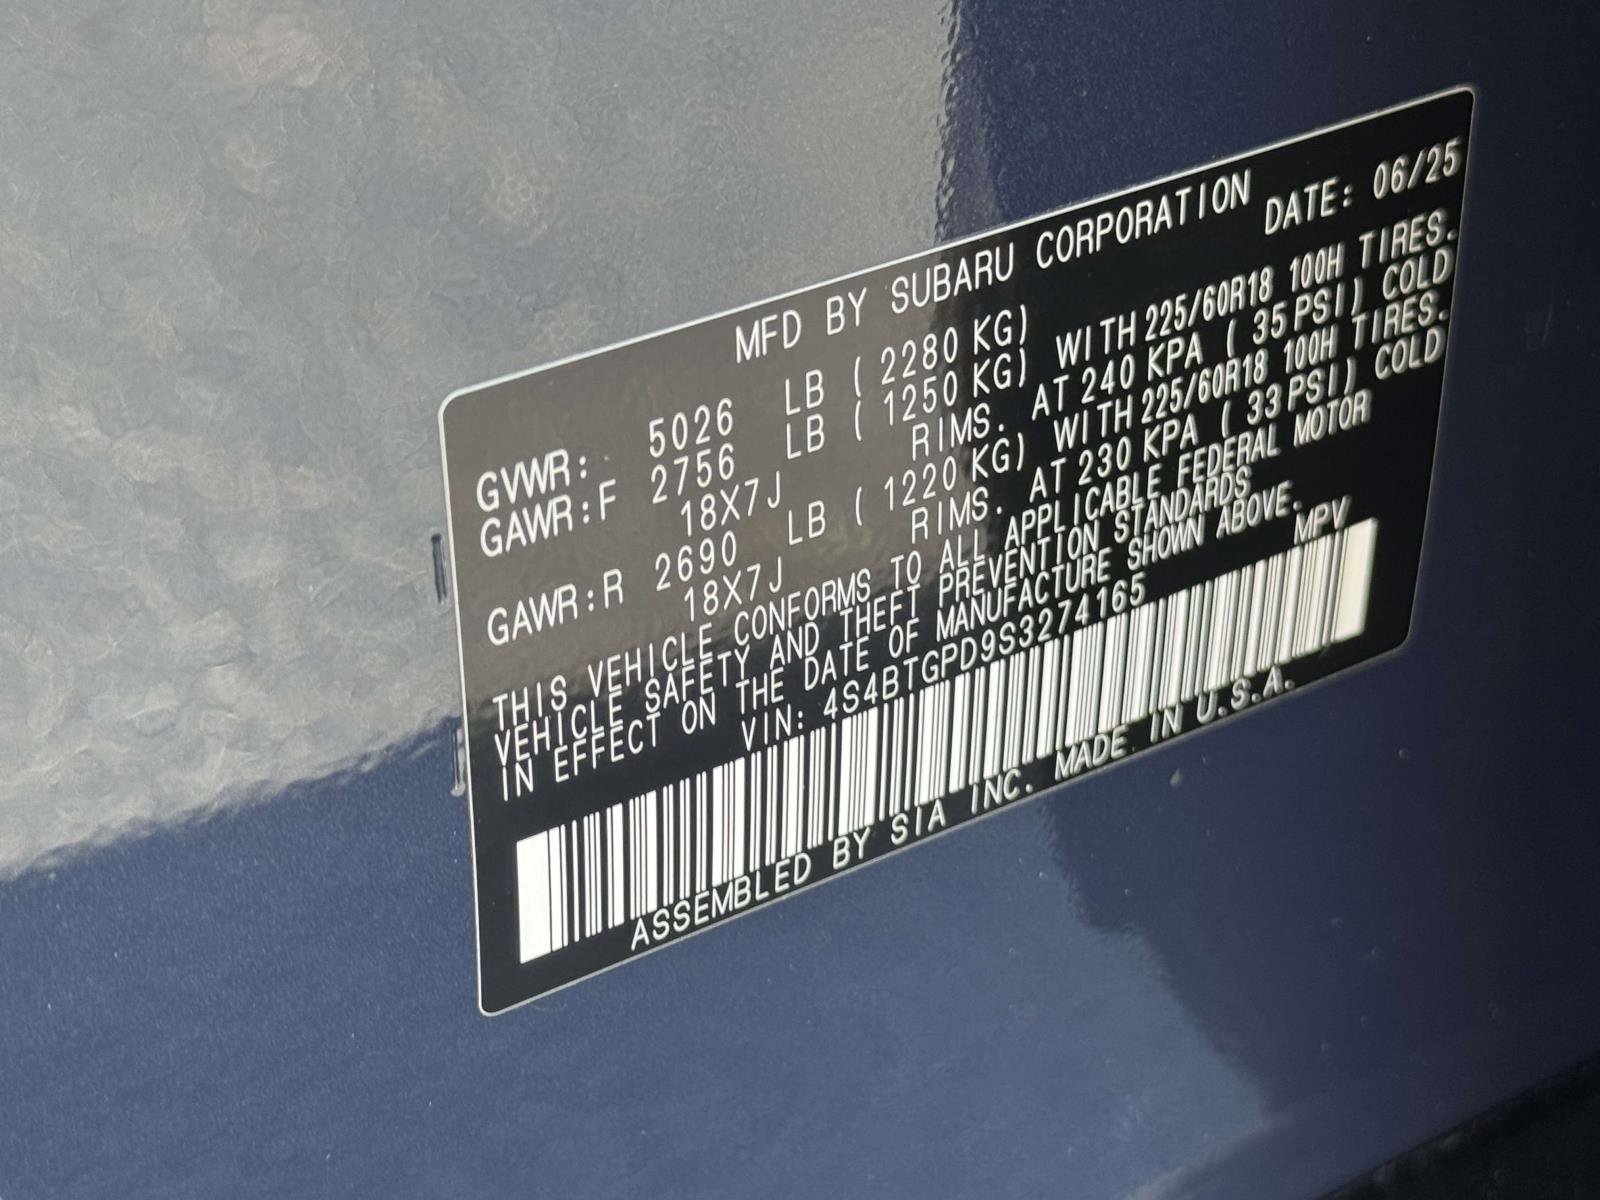 MFD BY SUBARU CORPORATION
DATE: 06/25
GVWR: 5026 LB ( 2280 KG)
GAWR:F 2756 LB ( 1250 KG) WITH 225/60R18 100H TIRES.
18X7J RIMS. AT 240 KPA ( 35 PSI) COLD
GAWR:R 2690 LB ( 1220 KG) WITH 225/60R18 100H TIRES.
18X7J RIMS. AT 230 KPA ( 33 PSI) COLD
THIS VEHICLE CONFORMS TO ALL APPLICABLE FEDERAL MOTOR
VEHICLE SAFETY AND THEFT PREVENTION STANDARDS
IN EFFECT ON THE DATE OF MANUFACTURE SHOWN ABOVE.
VIN: 4S4BTGPD9S3274165 MPV
ASSEMBLED BY SIA INC. MADE IN U.S.A.